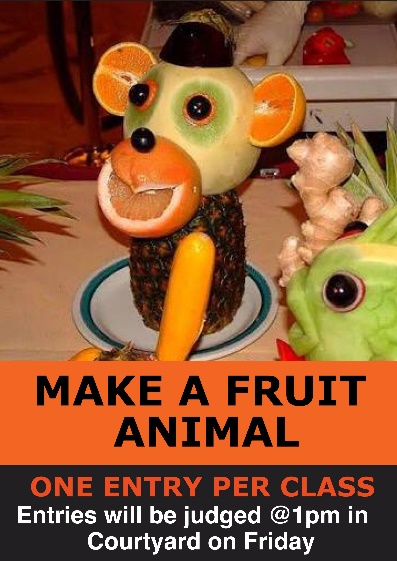 MAKE A FRUIT
ANIMAL
ONE ENTRY PER CLASS
Entries will be judged @1pm in
Courtyard on Friday